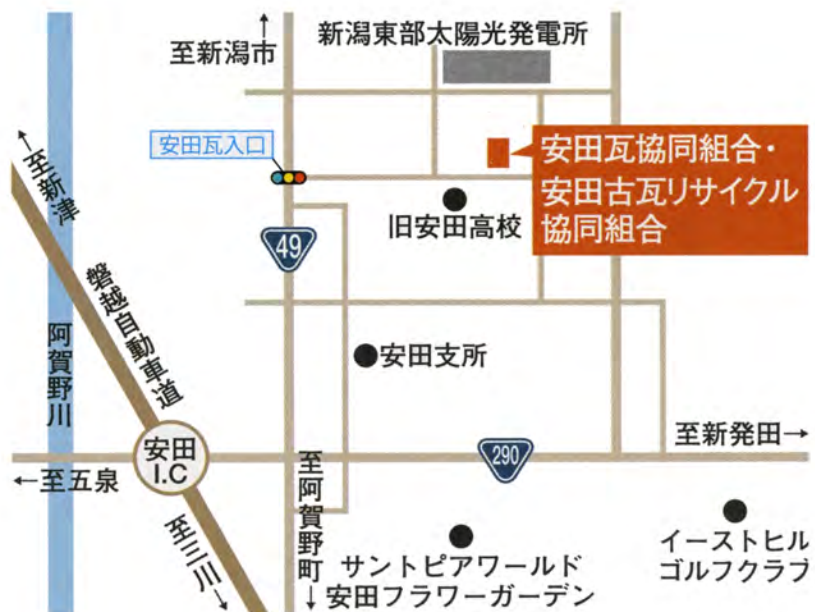 新潟東部太陽光発電所
↑
至新潟市
安田瓦入口
安田瓦協同組合・
安田古瓦リサイクル
協同組合
←至新津
旧安田高校
49
磐越自動車道
阿賀野川
安田支所
至新発田→
安田
I.C
290
←至五泉
至阿賀野町→
至三川→
サントピアワールド
安田フラワーガーデン
イーストヒル
ゴルフクラブ